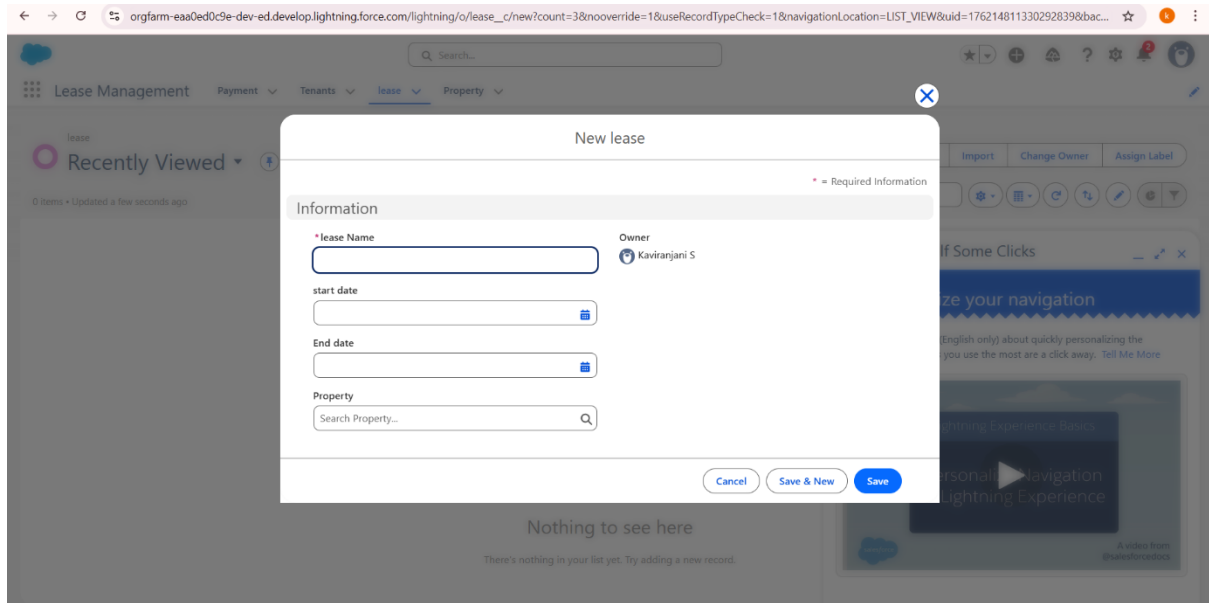 orgfarm-eaa0ed0c9e-dev-ed.develop.lightning.force.com/lightning/o/lease__c/new?count=3&nooverride=1&useRecordTypeCheck=1&navigationLocation=LIST_VIEW&uid=176214811330292839&bac...
k
Search...
2
Lease Management Payment Tenants lease Property
lease
Recently Viewed
Import Change Owner Assign Label
0 items • Updated a few seconds ago
New lease
* = Required Information
Information
*lease Name
Owner
Kaviranjani S
start date
End date
Property
Search Property...
Cancel Save & New Save
Nothing to see here
There's nothing in your list yet. Try adding a new record.
If Some Clicks
ze your navigation
(English only) about quickly personalizing the
you use the most are a click away. Tell Me More
ghtning Experience Basics
ersonal Navigation
Lightning Experience
A video from
@salesforcedocs